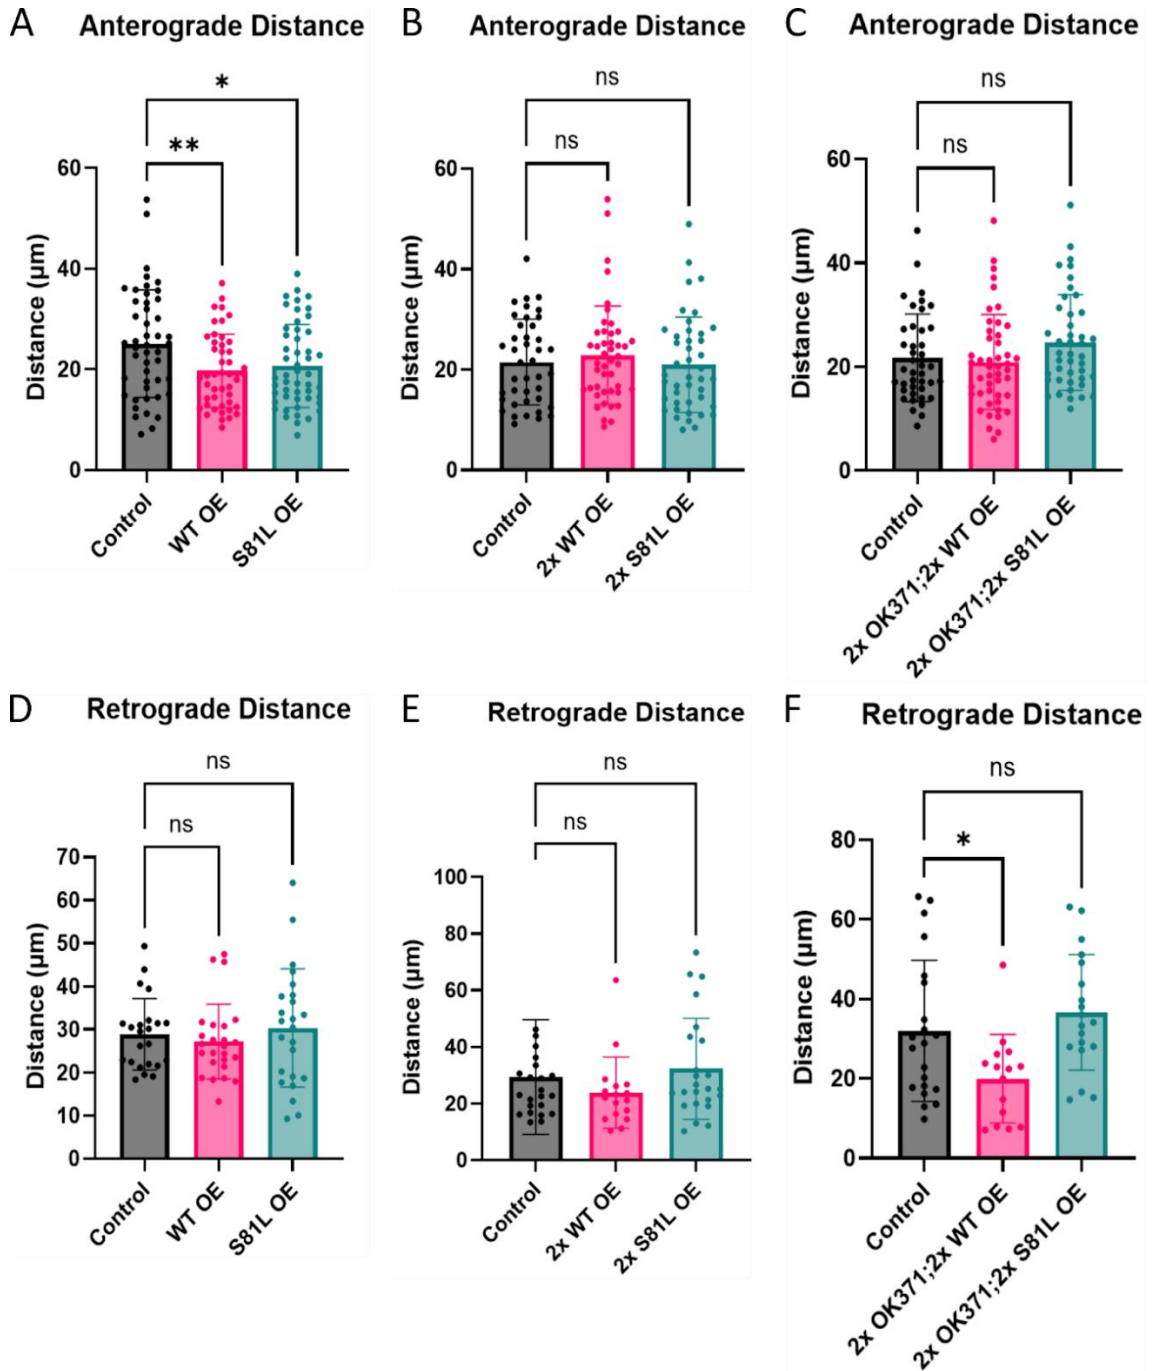 A Anterograde Distance
*
**
60
40
20
0
Distance (μm)
Control
WT OE
S81L OE
B Anterograde Distance
ns
ns
60
40
20
0
Distance (μm)
Control
2x WT OE
2x S81L OE
C Anterograde Distance
ns
ns
60
40
20
0
Distance (μm)
Control
2x OK371;2x WT OE
2x OK371;2x S81L OE
D Retrograde Distance
ns
ns
70
60
50
40
30
20
10
0
Distance (μm)
Control
WT OE
S81L OE
E Retrograde Distance
ns
ns
100
80
60
40
20
0
Distance (μm)
Control
2x WT OE
2x S81L OE
F Retrograde Distance
ns
*
80
60
40
20
0
Distance (μm)
Control
2x OK371;2x WT OE
2x OK371;2x S81L OE